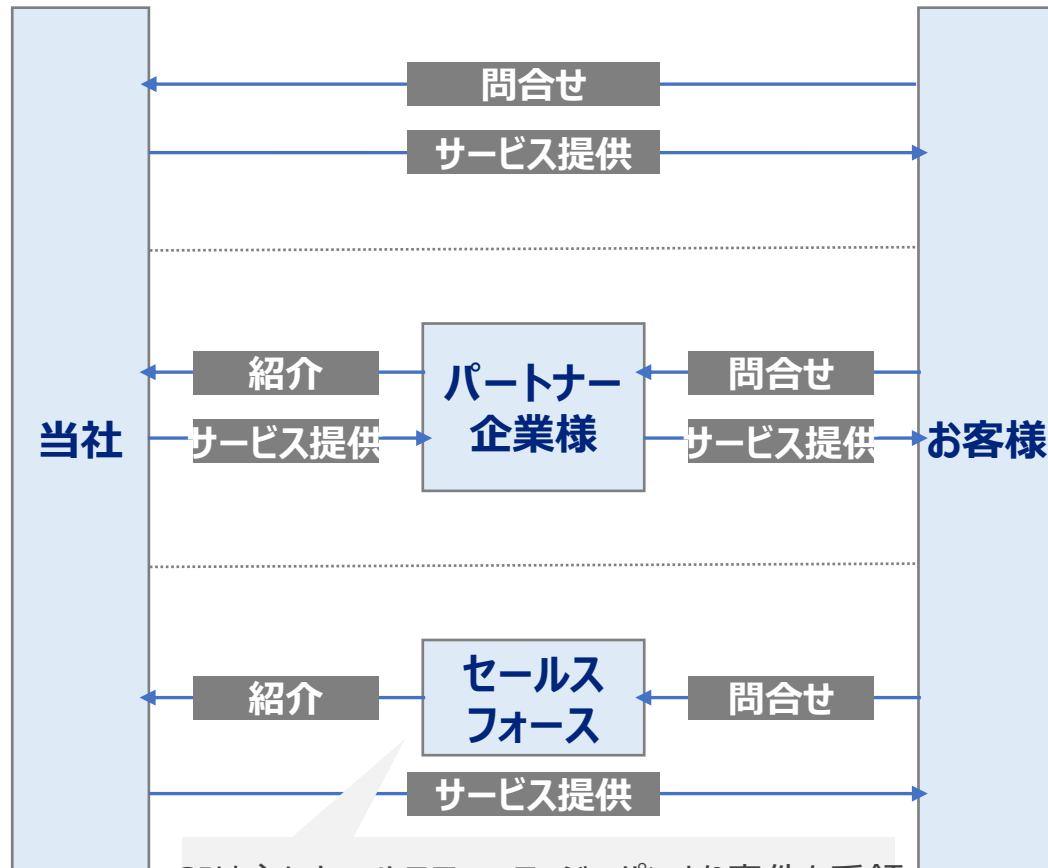 問合せ
サービス提供
紹介
パートナー
企業様
問合せ
当社
サービス提供
サービス提供
お客様
セールス
フォース
紹介
問合せ
サービス提供